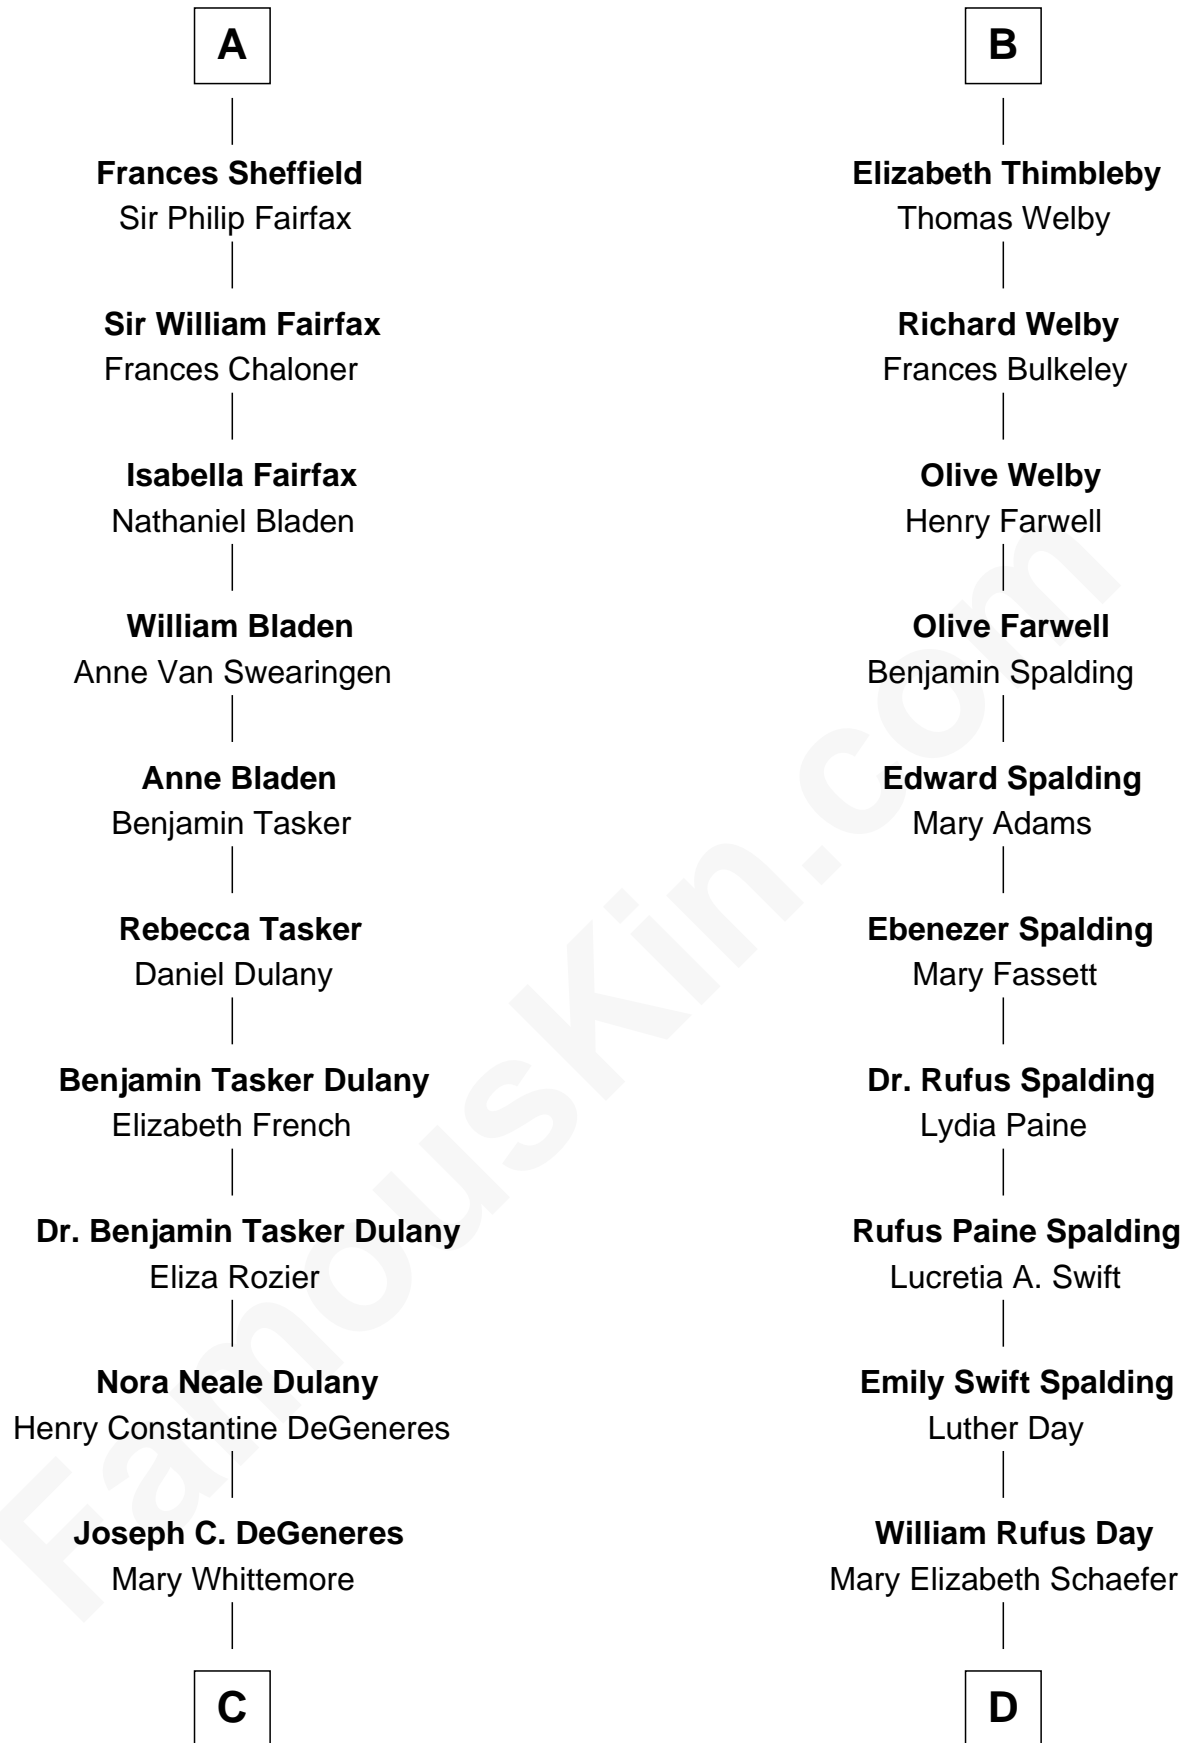 A
Frances Sheffield
Sir Philip Fairfax
Sir William Fairfax
Frances Chaloner
Isabella Fairfax
Nathaniel Bladen
William Bladen
Anne Van Swearingen
Anne Bladen
Benjamin Tasker
Rebecca Tasker
Daniel Dulany
Benjamin Tasker Dulany
Elizabeth French
Dr. Benjamin Tasker Dulany
Eliza Rozier
Nora Neale Dulany
Henry Constantine DeGeneres
Joseph C. DeGeneres
Mary Whittemore
C
B
Elizabeth Thimbleby
Thomas Welby
Richard Welby
Frances Bulkeley
Olive Welby
Henry Farwell
Olive Farwell
Benjamin Spalding
Edward Spalding
Mary Adams
Ebenezer Spalding
Mary Fassett
Dr. Rufus Spalding
Lydia Paine
Rufus Paine Spalding
Lucretia A. Swift
Emily Swift Spalding
Luther Day
William Rufus Day
Mary Elizabeth Schaefer
D
FamousKin.com